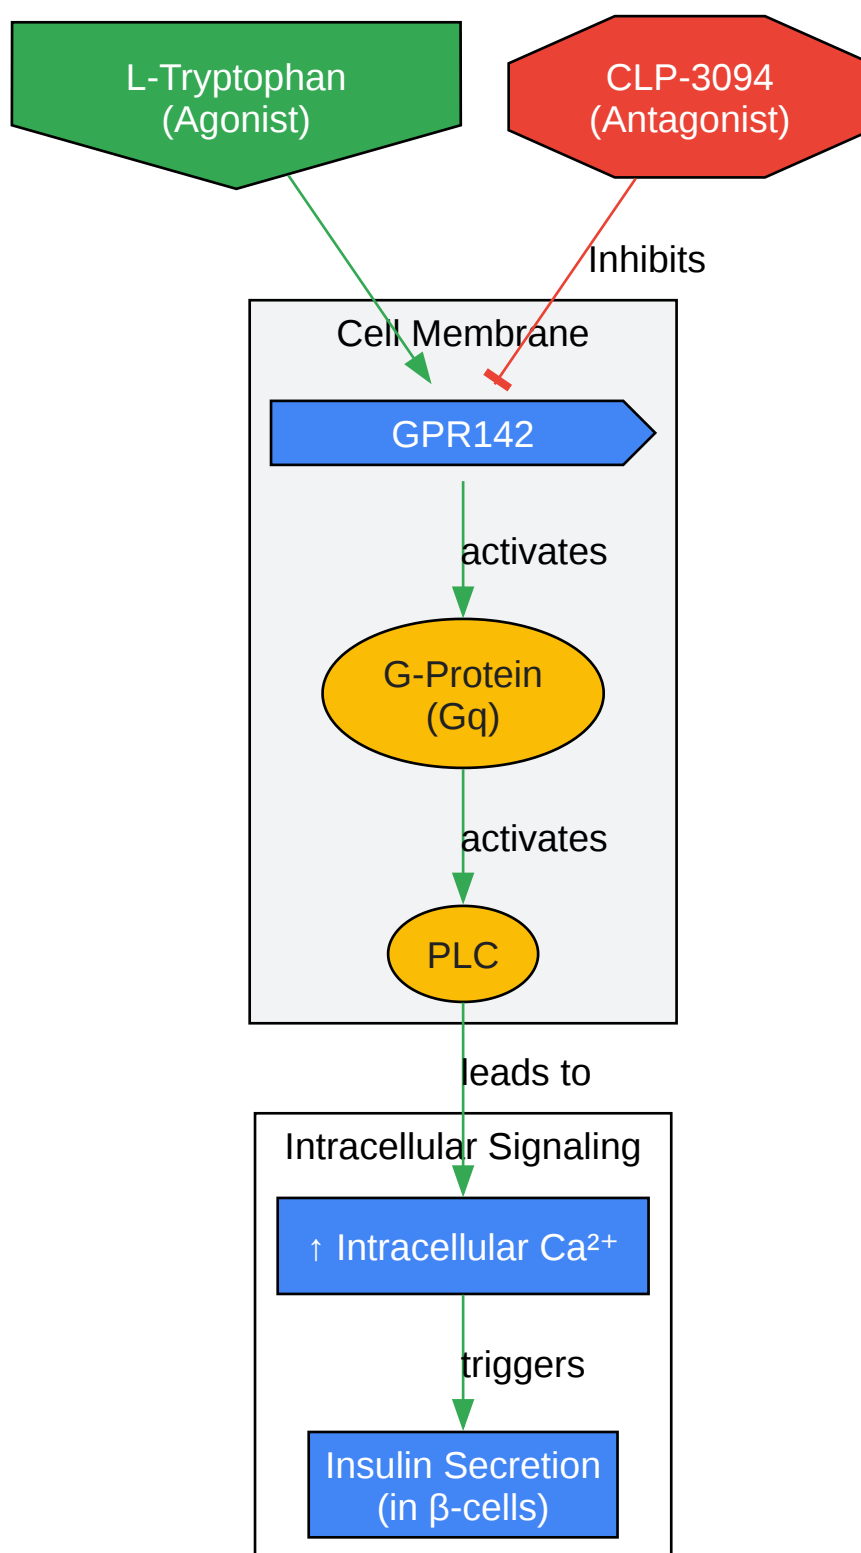 L-Tryptophan
(Agonist)
CLP-3094
(Antagonist)
Inhibits
Cell Membrane
GPR142
activates
G-Protein
(Gq)
activates
PLC
leads to
Intracellular Signaling
↑ Intracellular Ca²⁺
triggers
Insulin Secretion
(in β-cells)